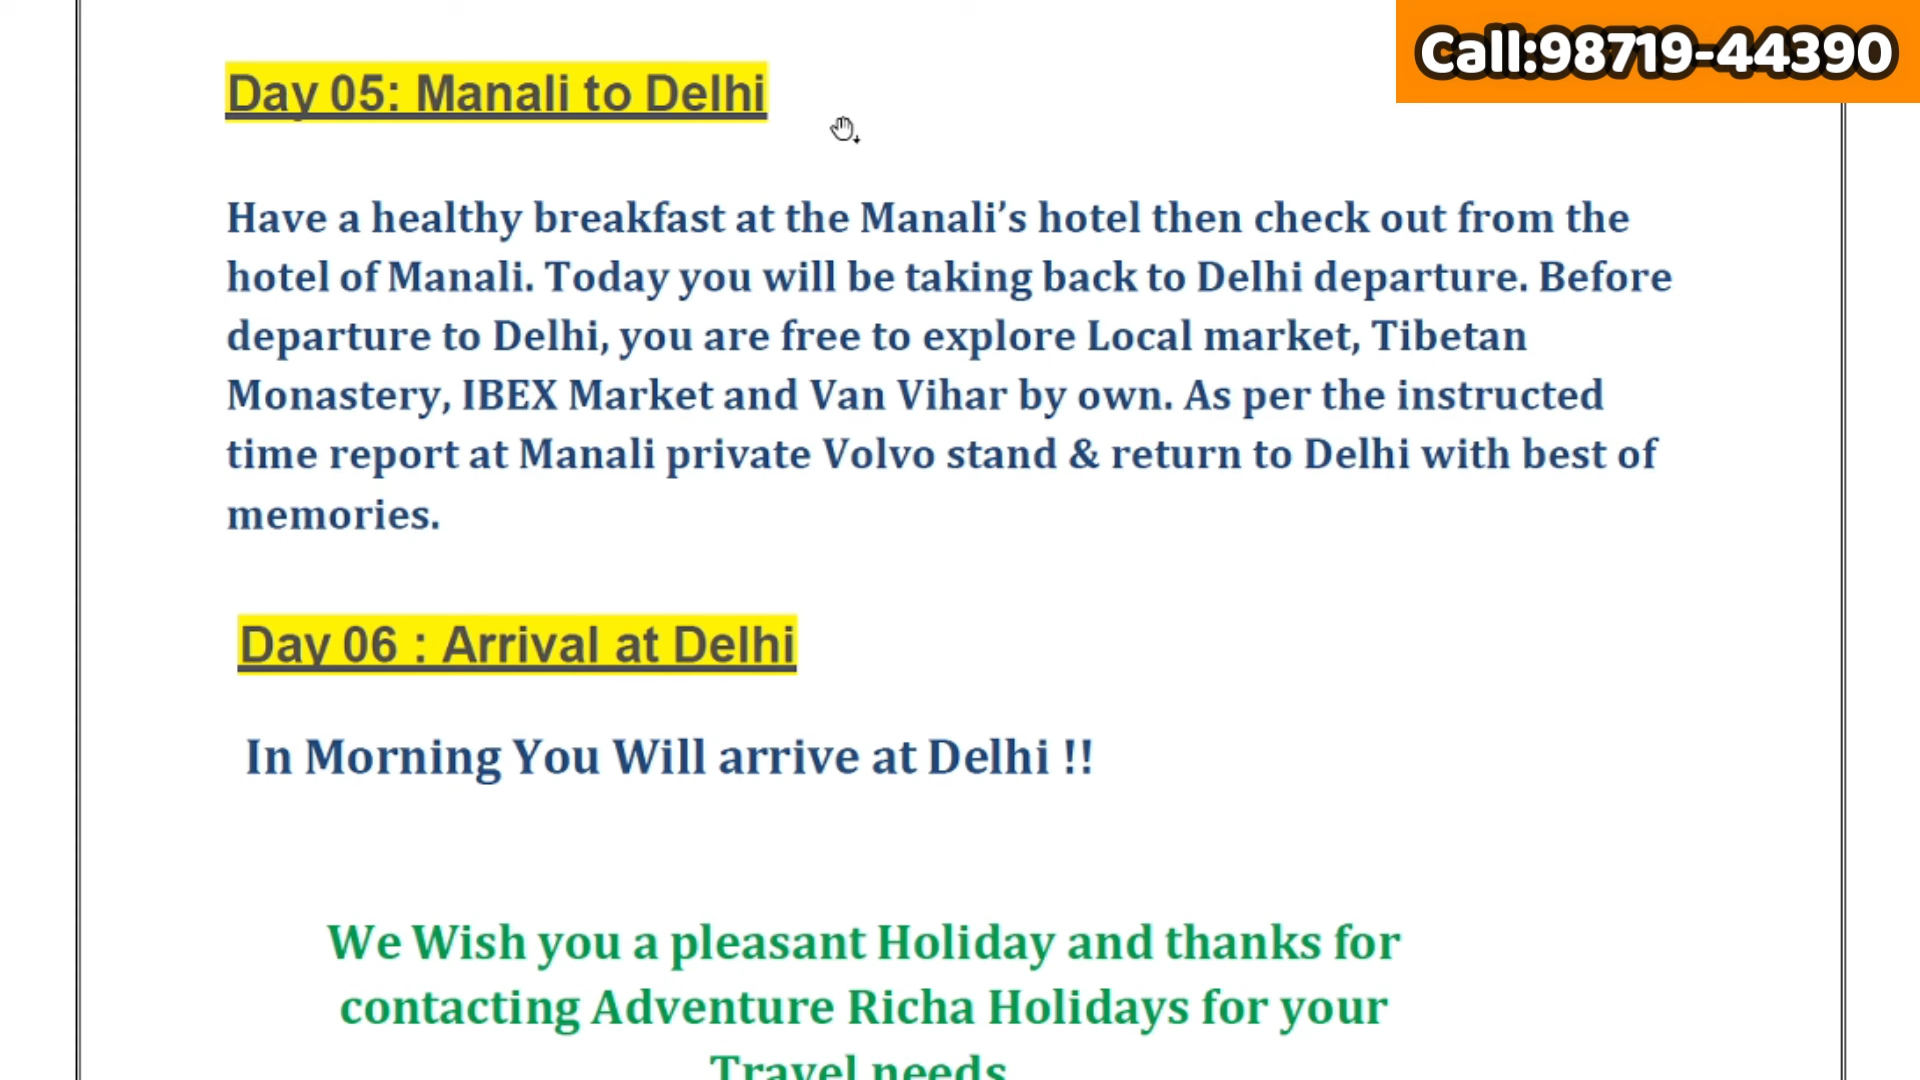 Call:98719-44390
Day 05: Manali to Delhi
Have a healthy breakfast at the Manali’s hotel then check out from the
hotel of Manali. Today you will be taking back to Delhi departure. Before
departure to Delhi, you are free to explore Local market, Tibetan
Monastery, IBEX Market and Van Vihar by own. As per the instructed
time report at Manali private Volvo stand & return to Delhi with best of
memories.
Day 06 : Arrival at Delhi
In Morning You Will arrive at Delhi !!
We Wish you a pleasant Holiday and thanks for
contacting Adventure Richa Holidays for your
Travel needs